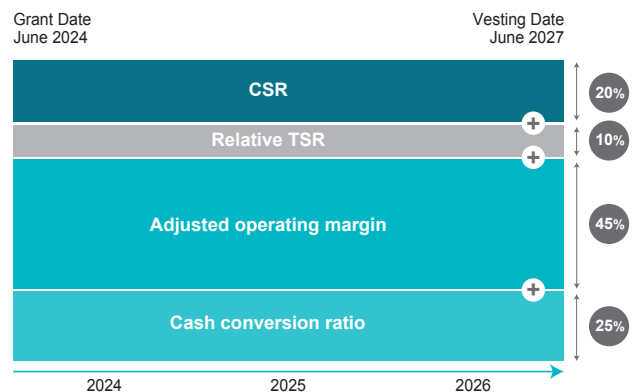 Grant Date
June 2024
Vesting Date
June 2027
CSR
20%
+
Relative TSR
10%
+
Adjusted operating margin
45%
+
Cash conversion ratio
25%
2024 2025 2026